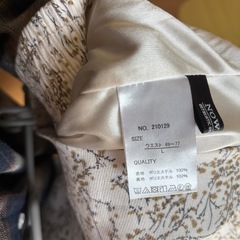 NO. 210129
SIZE
ウエスト 69~77
L
QUALITY
表地 ポリエステル 100%
裏地 ポリエステル 100%
NOW